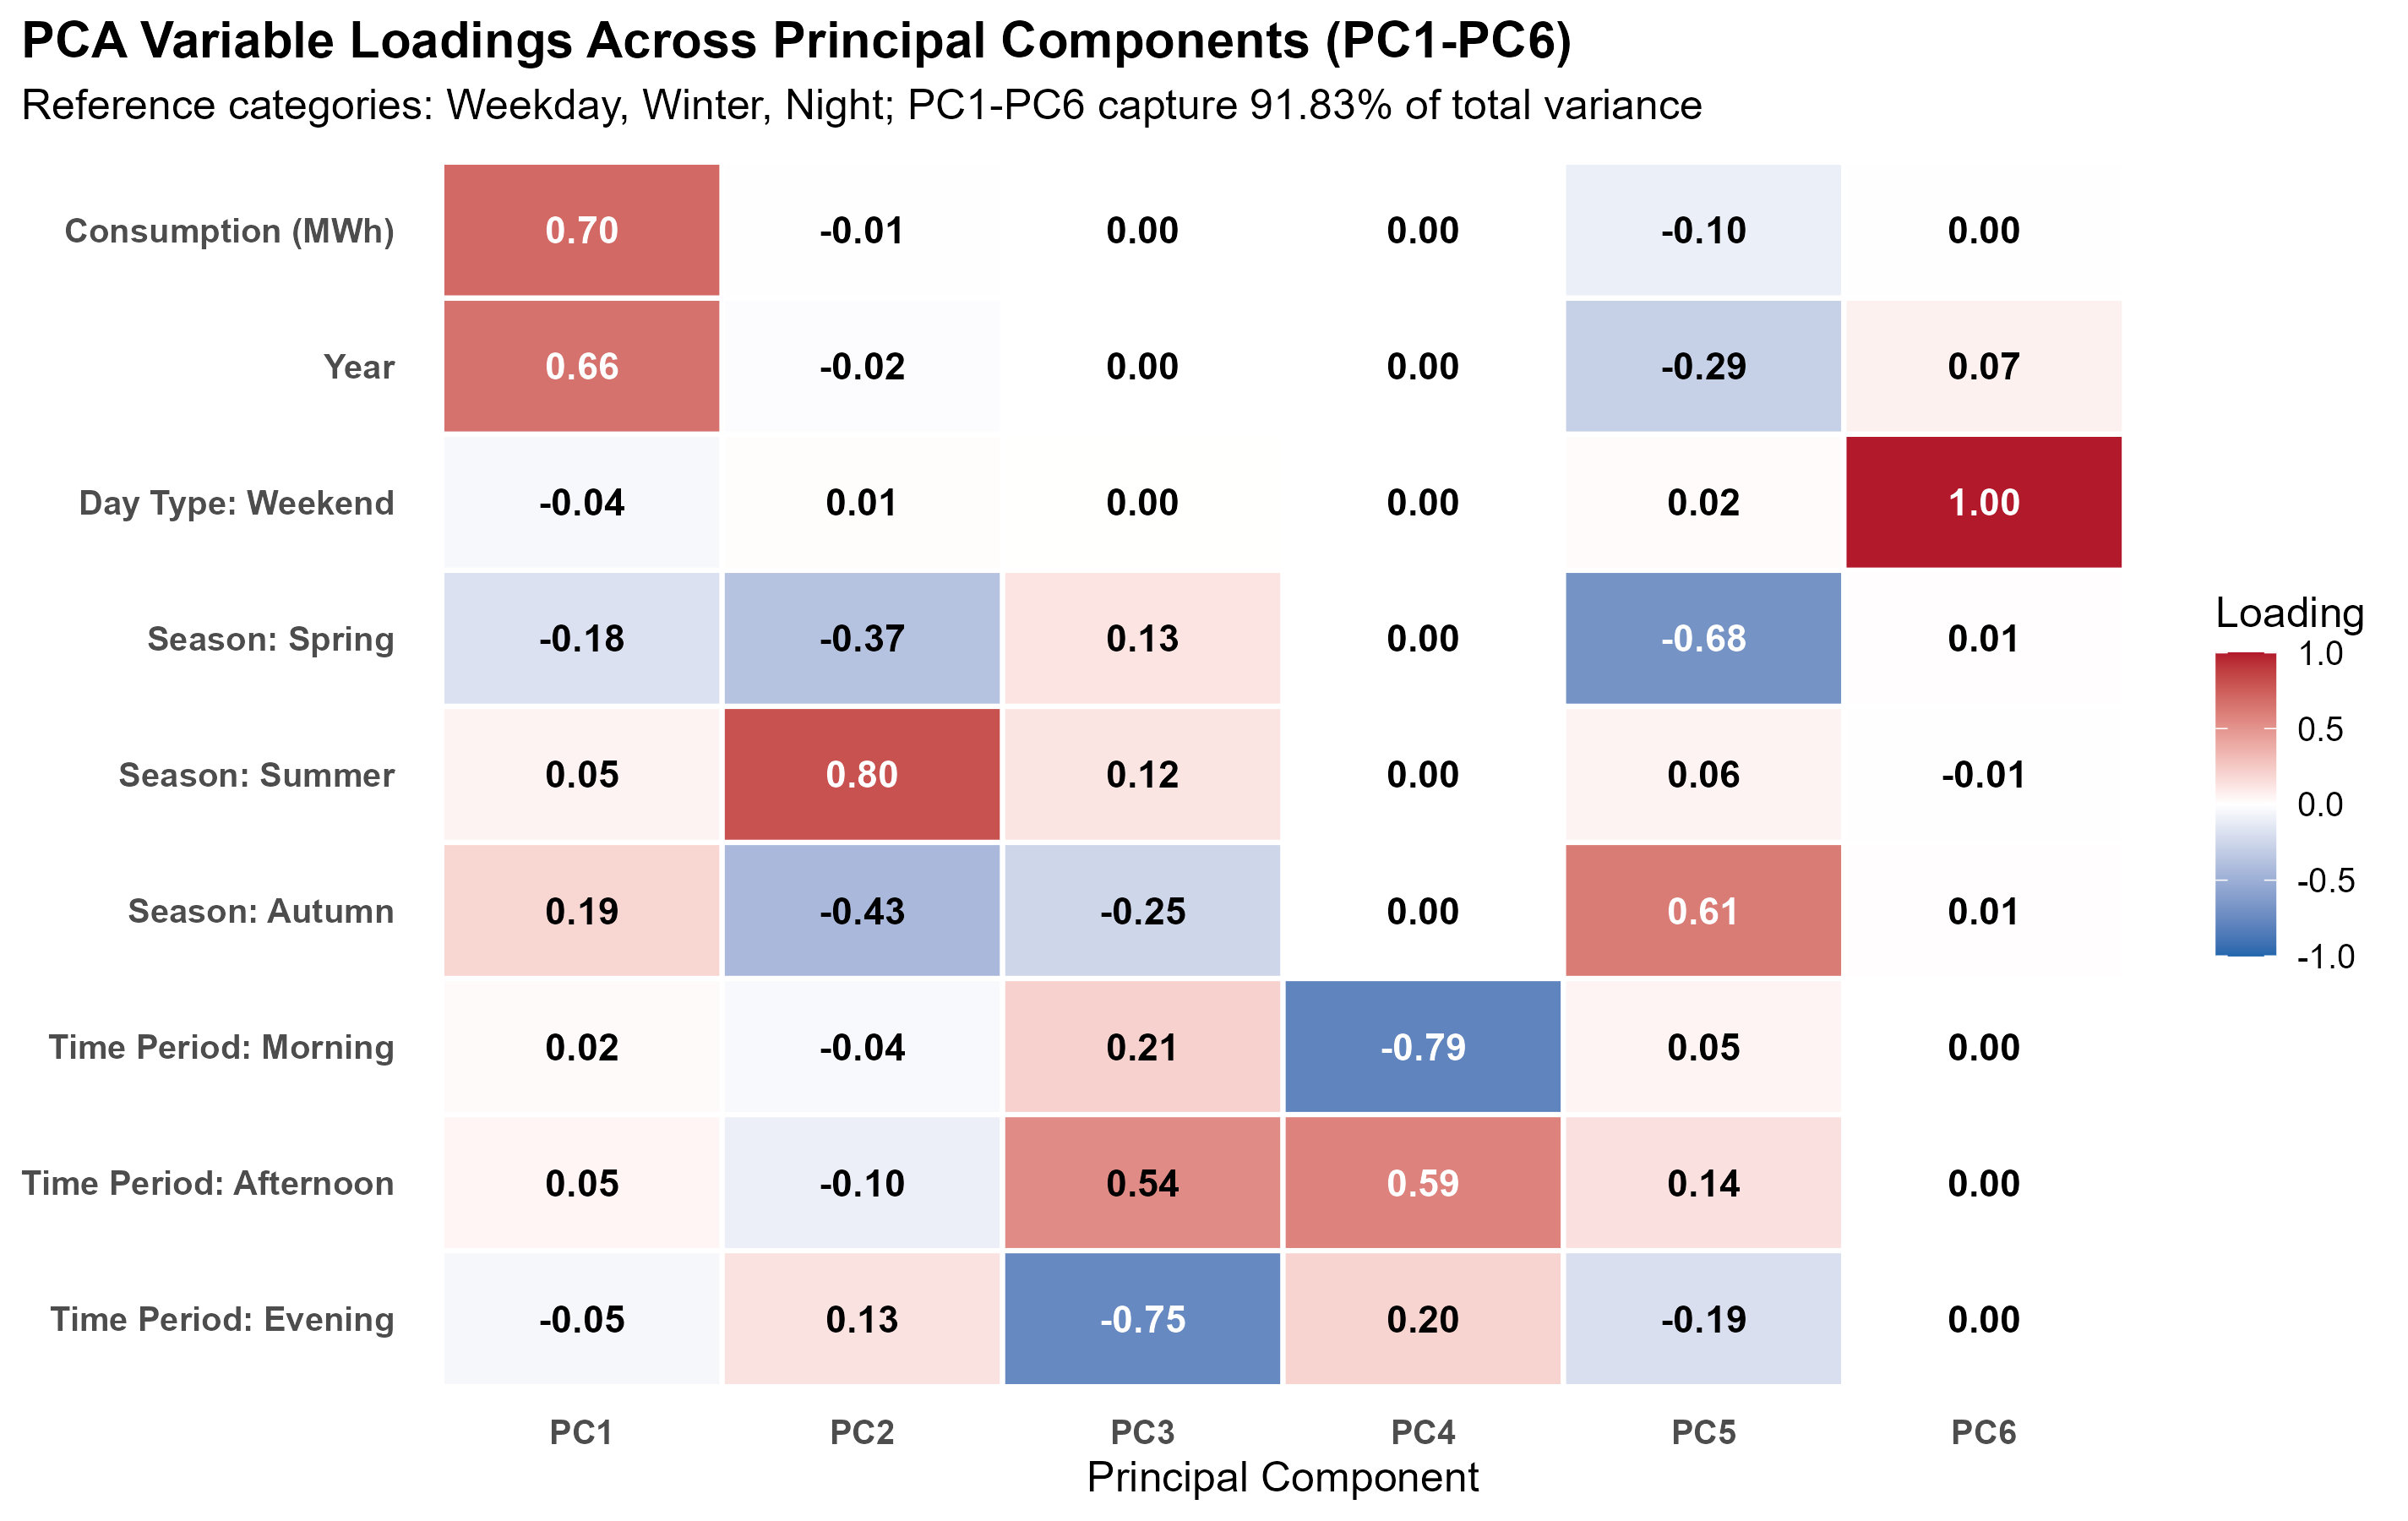 PCA Variable Loadings Across Principal Components (PC1-PC6)
Reference categories: Weekday, Winter, Night; PC1-PC6 capture 91.83% of total variance
Consumption (MWh) 0.70 -0.01 0.00 0.00 -0.10 0.00
Year 0.66 -0.02 0.00 0.00 -0.29 0.07
Day Type: Weekend -0.04 0.01 0.00 0.00 0.02 1.00
Season: Spring -0.18 -0.37 0.13 0.00 -0.68 0.01
Season: Summer 0.05 0.80 0.12 0.00 0.06 -0.01
Season: Autumn 0.19 -0.43 -0.25 0.00 0.61 0.01
Time Period: Morning 0.02 -0.04 0.21 -0.79 0.05 0.00
Time Period: Afternoon 0.05 -0.10 0.54 0.59 0.14 0.00
Time Period: Evening -0.05 0.13 -0.75 0.20 -0.19 0.00
PC1 PC2 PC3 PC4 PC5 PC6
Principal Component
Loading
1.0
0.5
0.0
-0.5
-1.0